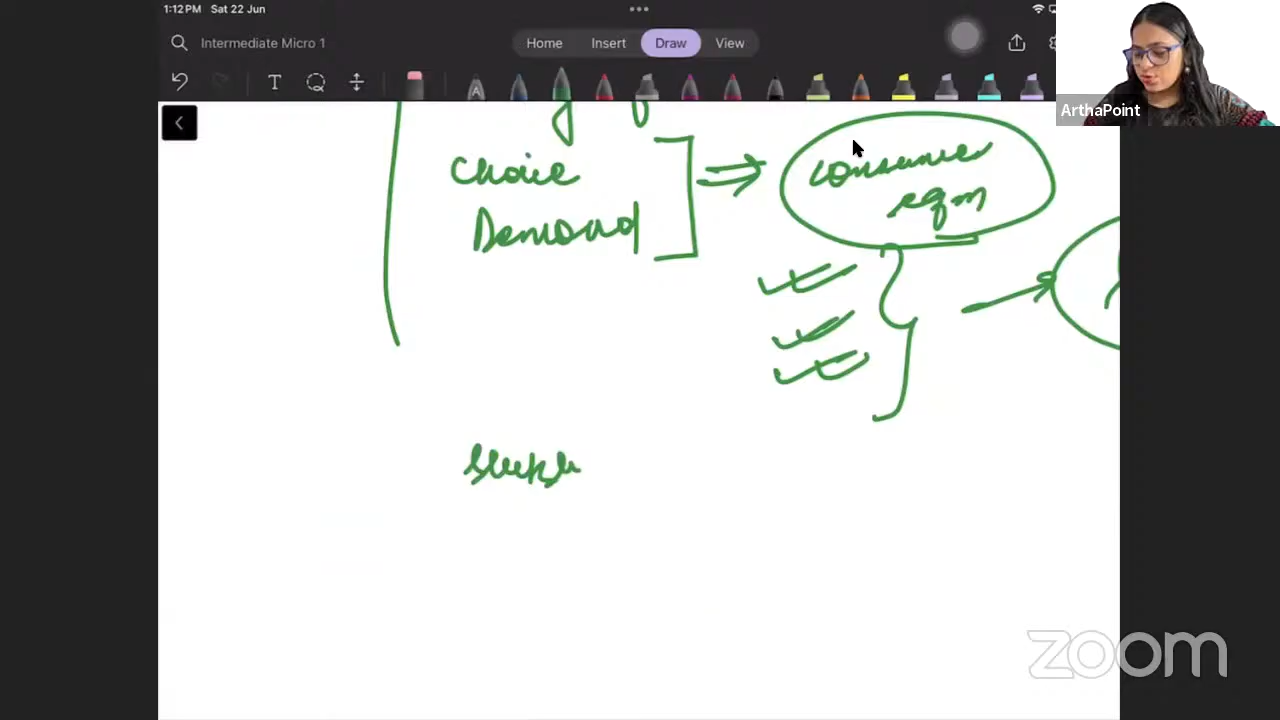 1:12 PM Sat 22 Jun
Intermediate Micro 1
Home Insert Draw View
T
A
ArthaPoint
Choice
Demand
Consumer
eqm
zoom